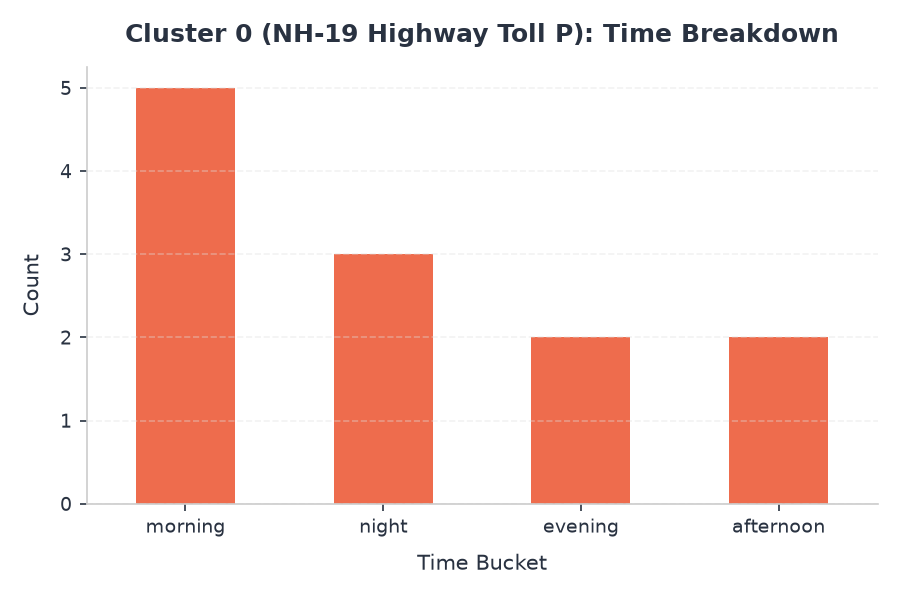 Cluster 0 (NH-19 Highway Toll P): Time Breakdown
5
4
3
2
1
0
Count
morning night evening afternoon
Time Bucket